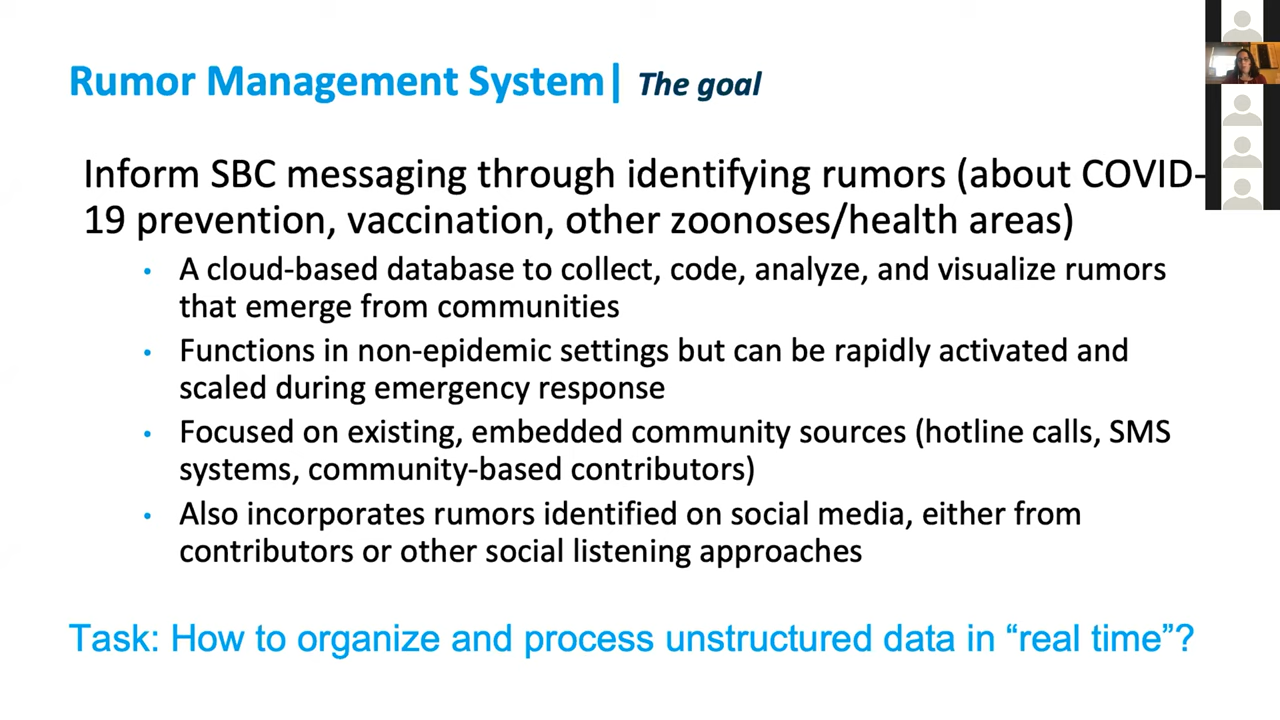 Rumor Management System| The goal
Inform SBC messaging through identifying rumors (about COVID-
19 prevention, vaccination, other zoonoses/health areas)
• A cloud-based database to collect, code, analyze, and visualize rumors
that emerge from communities
• Functions in non-epidemic settings but can be rapidly activated and
scaled during emergency response
• Focused on existing, embedded community sources (hotline calls, SMS
systems, community-based contributors)
• Also incorporates rumors identified on social media, either from
contributors or other social listening approaches
Task: How to organize and process unstructured data in “real time”?